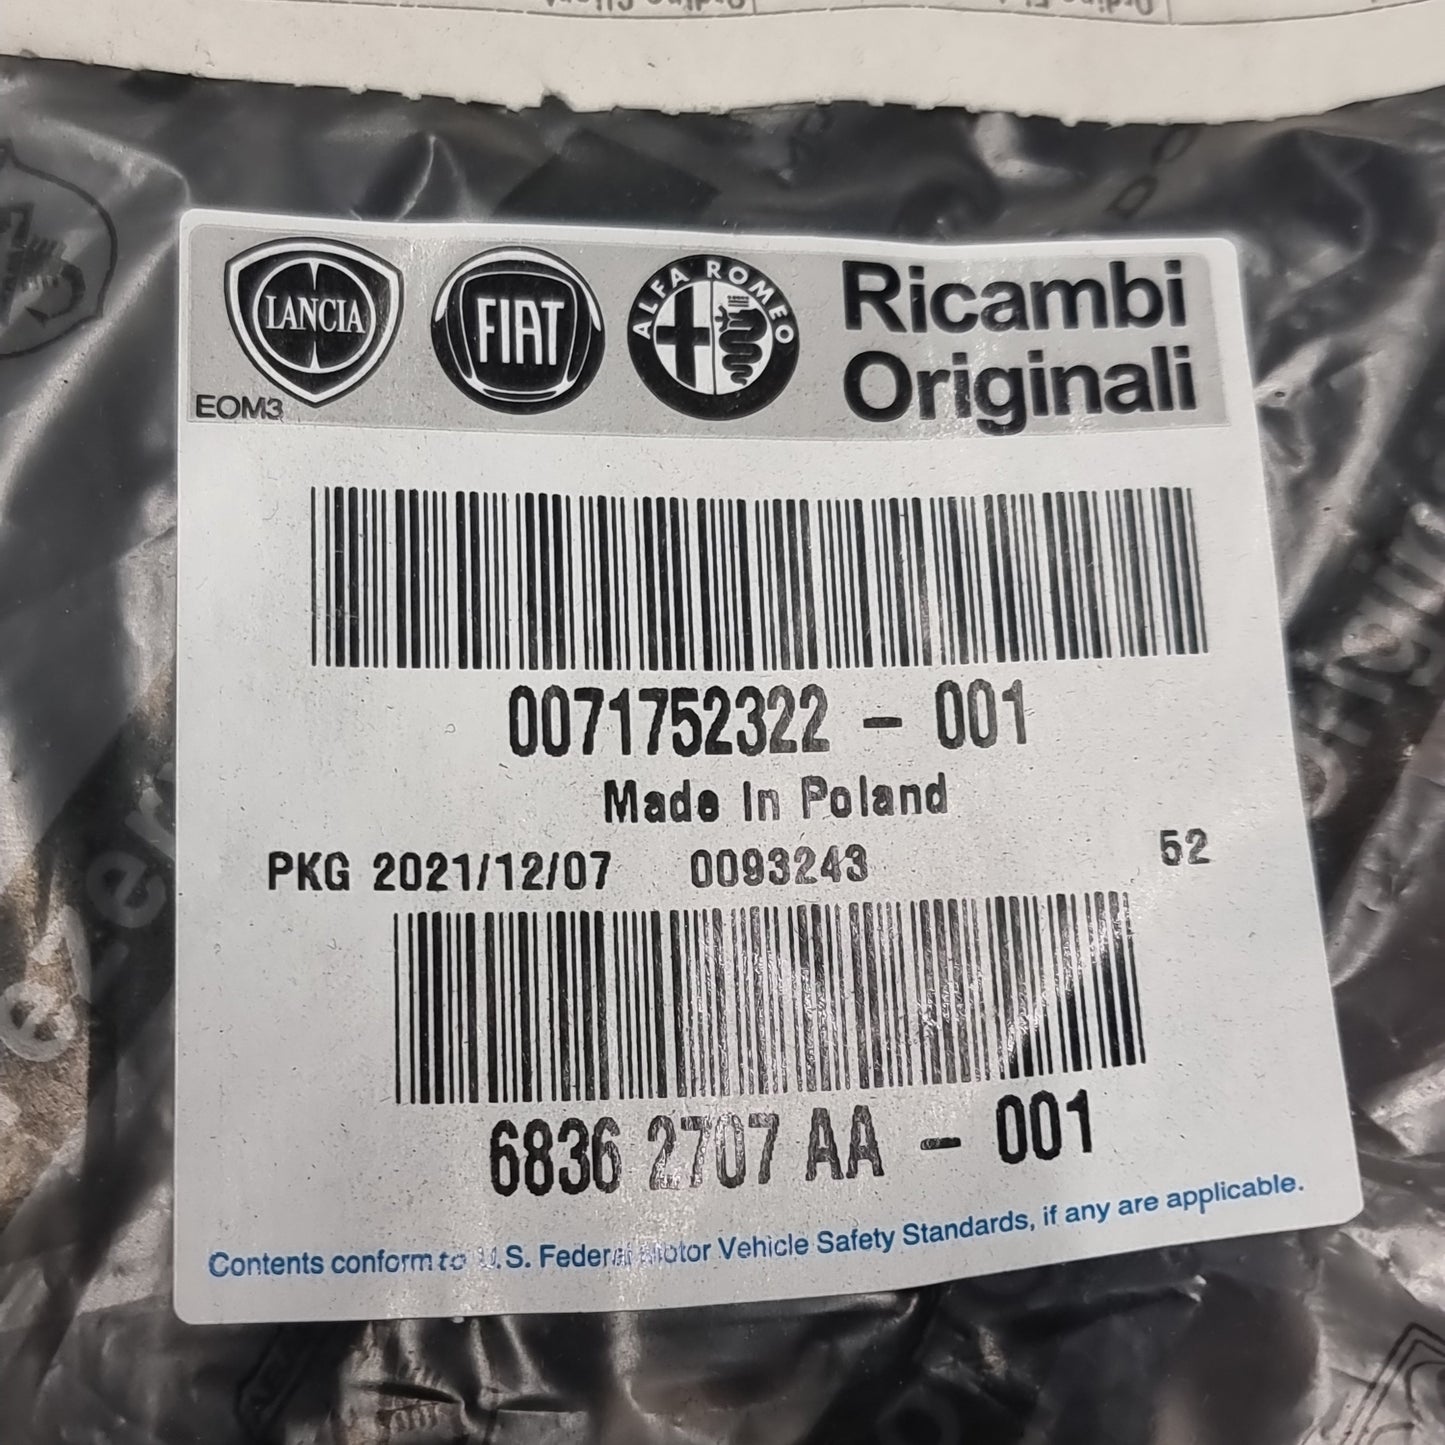 LANCIA
FIAT
ALFA ROMEO
Ricambi
Originali
EOM3
0071752322 - 001
Made In Poland
PKG 2021/12/07 0093243 52
6836 2707 AA - 001
Contents conform to U.S. Federal Motor Vehicle Safety Standards, if any are applicable.